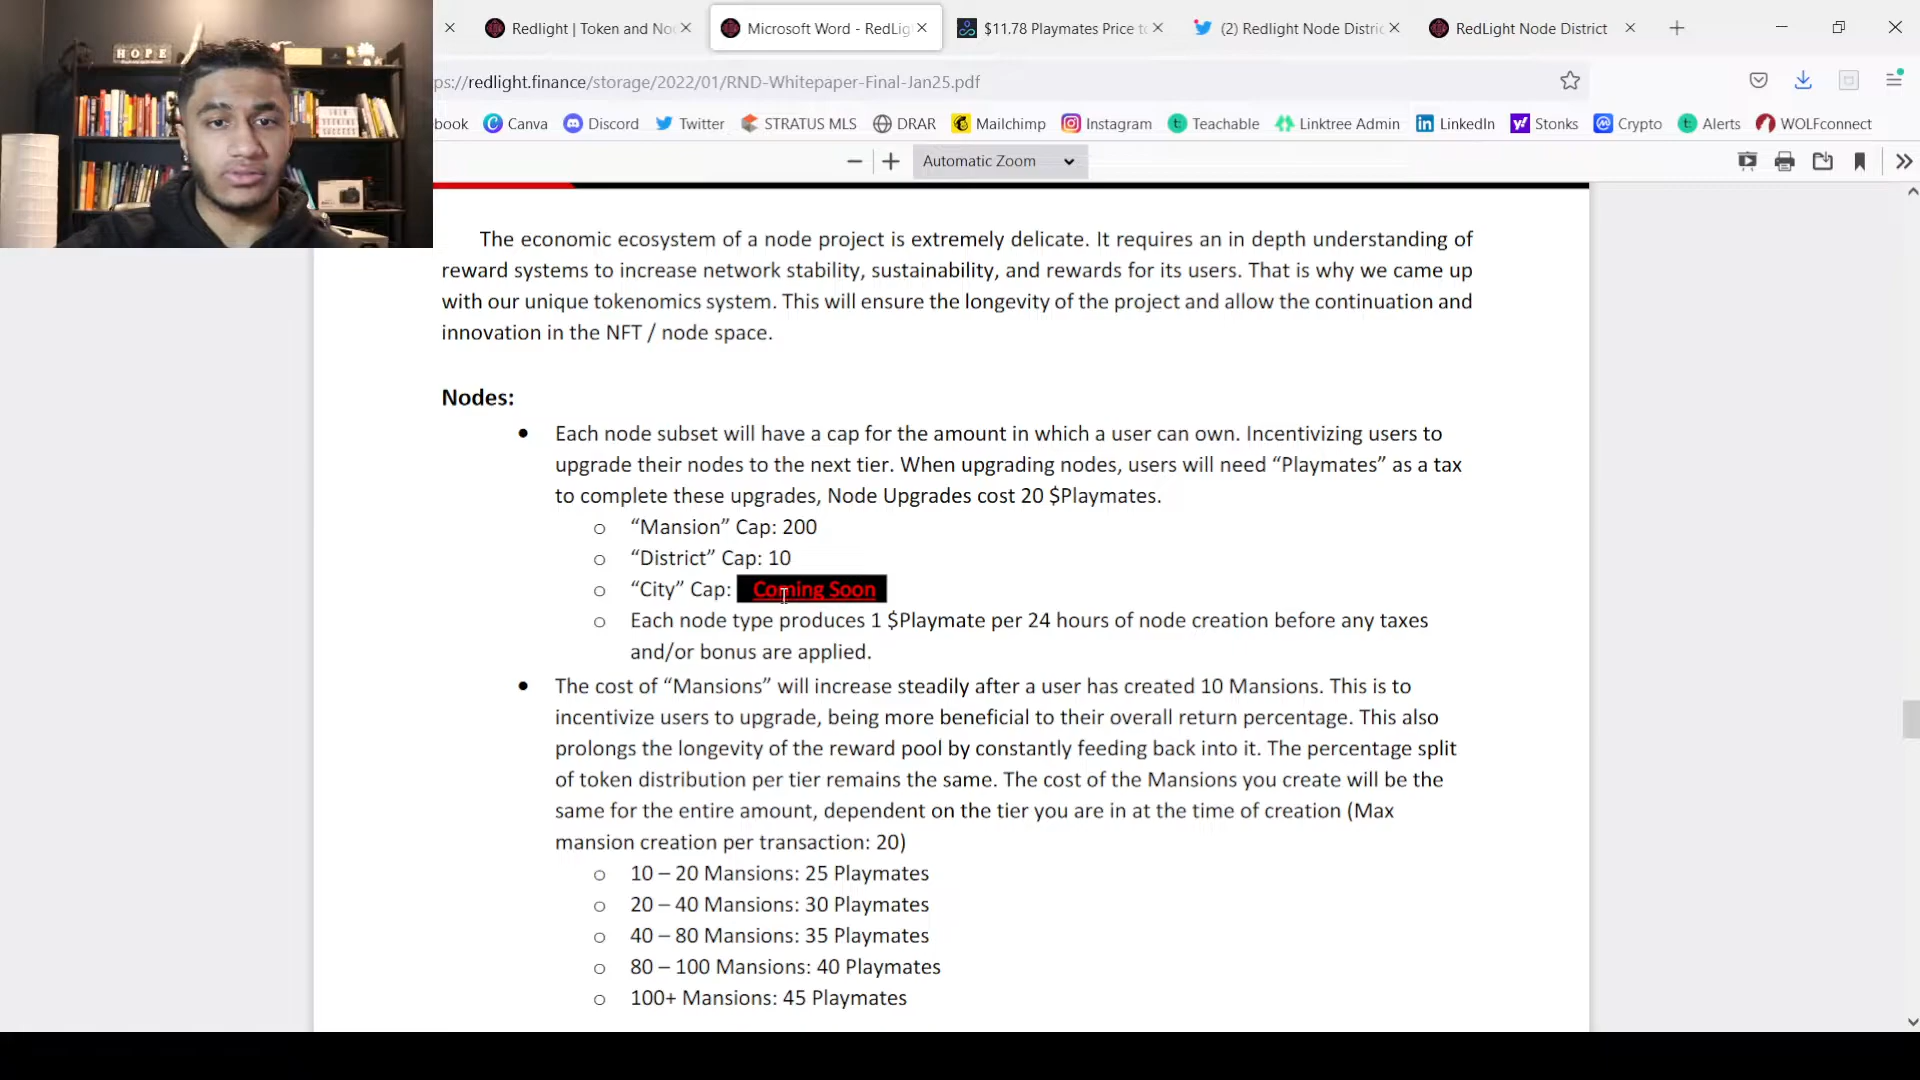 HOPE
Redlight | Token and No
Microsoft Word - RedLig
$11.78 Playmates Price t
(2) Redlight Node Distric
RedLight Node District
ps://redlight.finance/storage/2022/01/RND-Whitepaper-Final-Jan25.pdf
book Canva Discord Twitter STRATUS MLS DRAR Mailchimp Instagram Teachable Linktree Admin LinkedIn Stonks Crypto Alerts WOLFconnect
Automatic Zoom
The economic ecosystem of a node project is extremely delicate. It requires an in depth understanding of
reward systems to increase network stability, sustainability, and rewards for its users. That is why we came up
with our unique tokenomics system. This will ensure the longevity of the project and allow the continuation and
innovation in the NFT / node space.
Nodes:
• Each node subset will have a cap for the amount in which a user can own. Incentivizing users to
upgrade their nodes to the next tier. When upgrading nodes, users will need “Playmates” as a tax
to complete these upgrades, Node Upgrades cost 20 $Playmates.
o “Mansion” Cap: 200
o “District” Cap: 10
o “City” Cap: Coming Soon
o Each node type produces 1 $Playmate per 24 hours of node creation before any taxes
and/or bonus are applied.
• The cost of “Mansions” will increase steadily after a user has created 10 Mansions. This is to
incentivize users to upgrade, being more beneficial to their overall return percentage. This also
prolongs the longevity of the reward pool by constantly feeding back into it. The percentage split
of token distribution per tier remains the same. The cost of the Mansions you create will be the
same for the entire amount, dependent on the tier you are in at the time of creation (Max
mansion creation per transaction: 20)
o 10 – 20 Mansions: 25 Playmates
o 20 – 40 Mansions: 30 Playmates
o 40 – 80 Mansions: 35 Playmates
o 80 – 100 Mansions: 40 Playmates
o 100+ Mansions: 45 Playmates